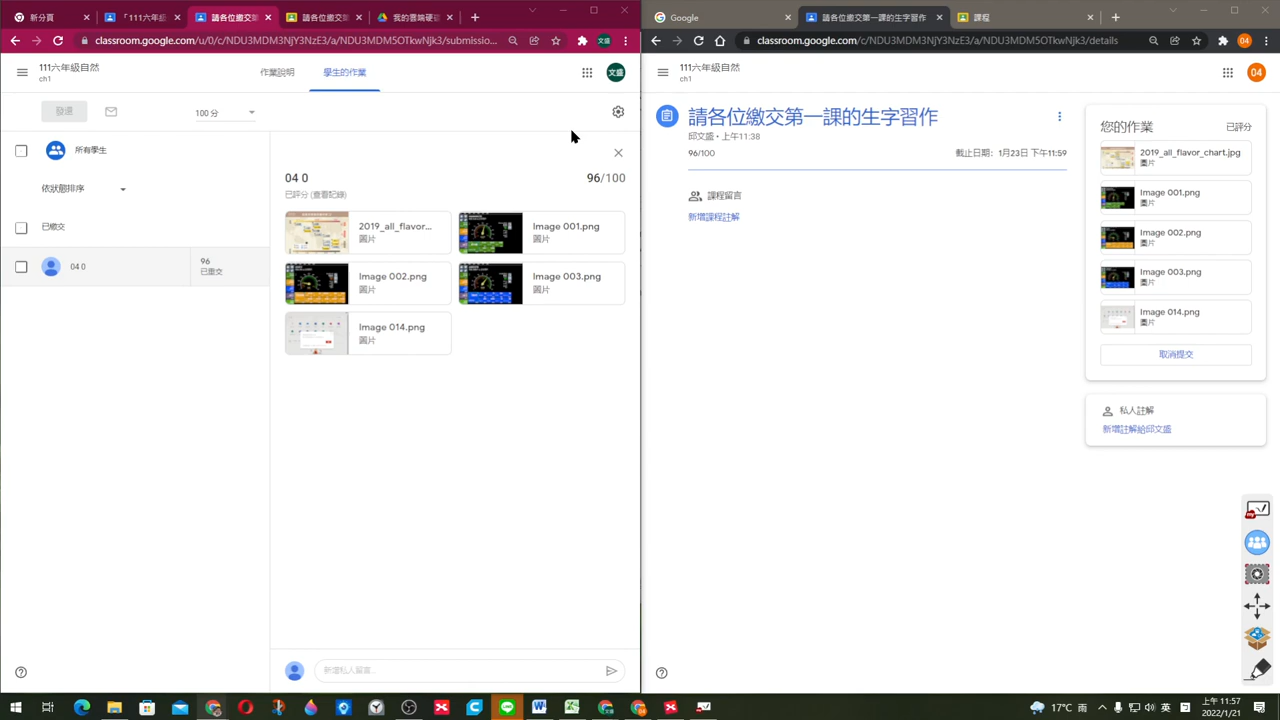 新分頁
「111六年級
請各位繳交
請各位繳交第
我的雲端硬碟
classroom.google.com/u/0/c/NDU3MDM3NjY3NzE3/a/NDU3MDM5OTkwNjk3/submissio...
文盛
111六年級自然
ch1
作業說明
學生的作業
文盛
發還
100 分
所有學生
依狀態排序
已繳交
04 0
96
已重交
04 0
96/100
已評分 (查看記錄)
2019_all_flavor...
圖片
Image 001.png
圖片
Image 002.png
圖片
Image 003.png
圖片
Image 014.png
圖片
新增私人留言...
Google
請各位繳交第一課的生字習作
課程
classroom.google.com/c/NDU3MDM3NjY3NzE3/a/NDU3MDM5OTkwNjk3/details
04
111六年級自然
ch1
04
請各位繳交第一課的生字習作
邱文盛 • 上午11:38
96/100
截止日期：1月23日 下午11:59
課程留言
新增課程註解
您的作業
已評分
2019_all_flavor_chart.jpg
圖片
Image 001.png
圖片
Image 002.png
圖片
Image 003.png
圖片
Image 014.png
圖片
取消提交
私人註解
新增註解給邱文盛
17°C 雨
英
上午 11:57
2022/1/21